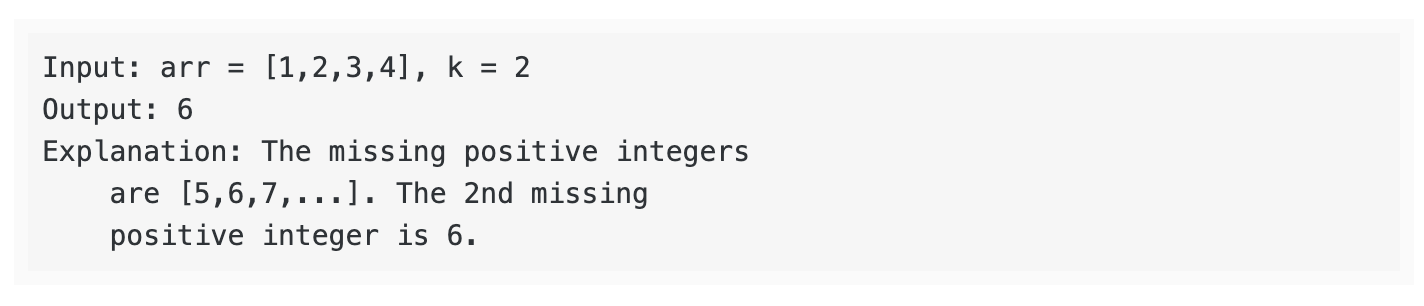 Input: arr = [1,2,3,4], k = 2
Output: 6
Explanation: The missing positive integers
    are [5,6,7,...]. The 2nd missing
    positive integer is 6.